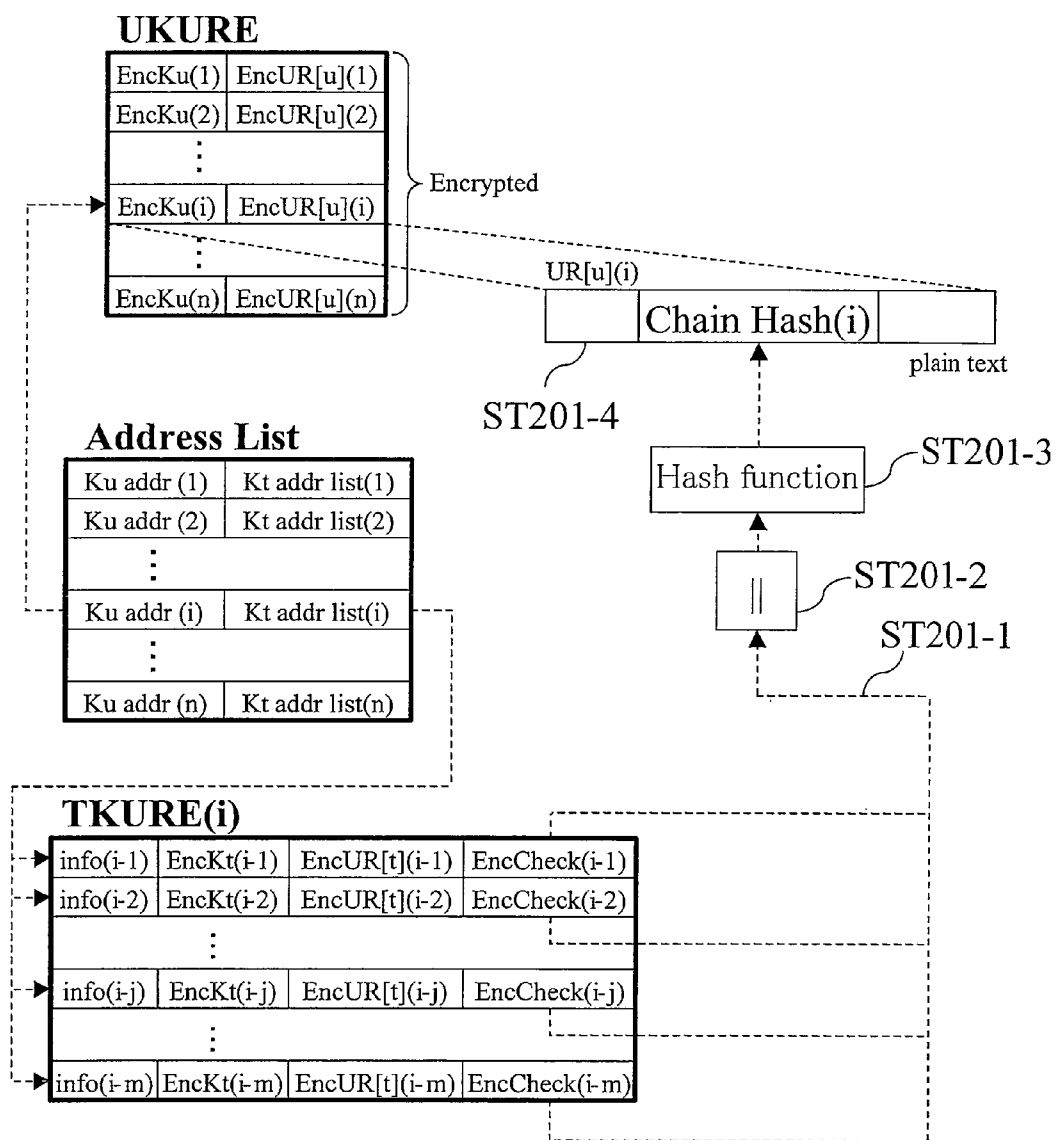 UKURE
EncKu(1) EncUR[u](1)
EncKu(2) EncUR[u](2)
⋮
EncKu(i) EncUR[u](i)
⋮
EncKu(n) EncUR[u](n)
Encrypted
UR[u](i)
Chain Hash(i)
plain text
ST201-4
Hash function
ST201-3
||
ST201-2
ST201-1
Address List
Ku addr (1) Kt addr list(1)
Ku addr (2) Kt addr list(2)
⋮
Ku addr (i) Kt addr list(i)
⋮
Ku addr (n) Kt addr list(n)
TKURE(i)
info(i-1) EncKt(i-1) EncUR[t](i-1) EncCheck(i-1)
info(i-2) EncKt(i-2) EncUR[t](i-2) EncCheck(i-2)
⋮
info(i-j) EncKt(i-j) EncUR[t](i-j) EncCheck(i-j)
⋮
info(i-m) EncKt(i-m) EncUR[t](i-m) EncCheck(i-m)